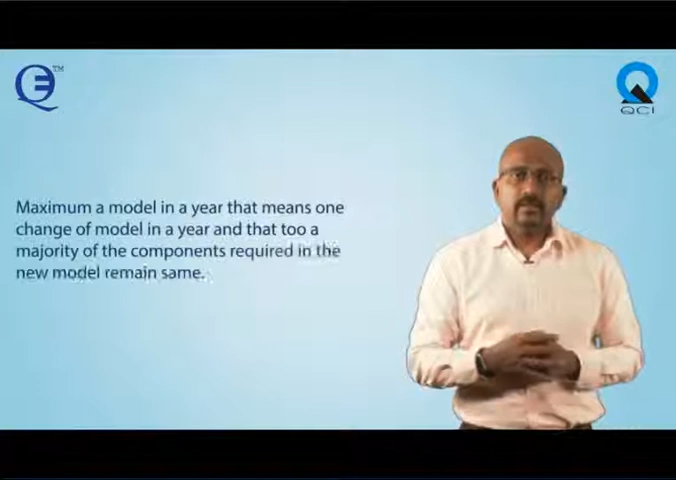 TM
QCI
Maximum a model in a year that means one
change of model in a year and that too a
majority of the components required in the
new model remain same.